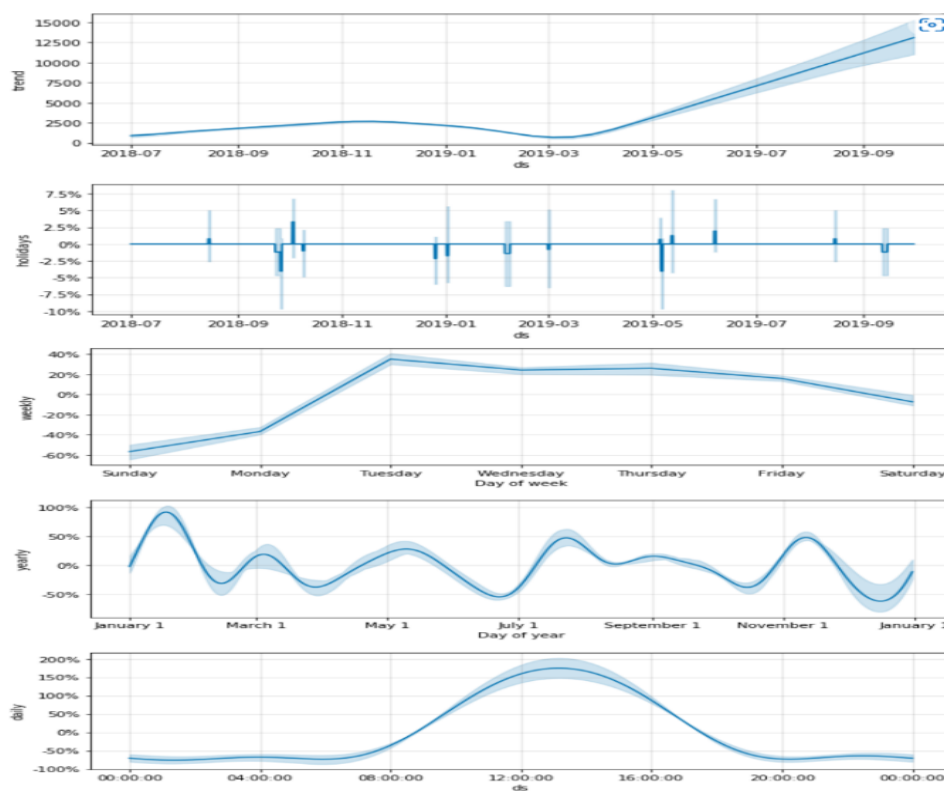 trend
15000
12500
10000
7500
5000
2500
0
2018-07 2018-09 2018-11 2019-01 2019-03 2019-05 2019-07 2019-09
ds
holidays
7.5%
5%
2.5%
0%
-2.5%
-5%
-7.5%
-10%
2018-07 2018-09 2018-11 2019-01 2019-03 2019-05 2019-07 2019-09
ds
weekly
40%
20%
0%
-20%
-40%
-60%
Sunday Monday Tuesday Wednesday Thursday Friday Saturday
Day of week
yearly
100%
50%
0%
-50%
January 1 March 1 May 1 July 1 September 1 November 1 January 1
Day of year
daily
200%
150%
100%
50%
0%
-50%
-100%
00:00:00 04:00:00 08:00:00 12:00:00 16:00:00 20:00:00 00:00:00
ds